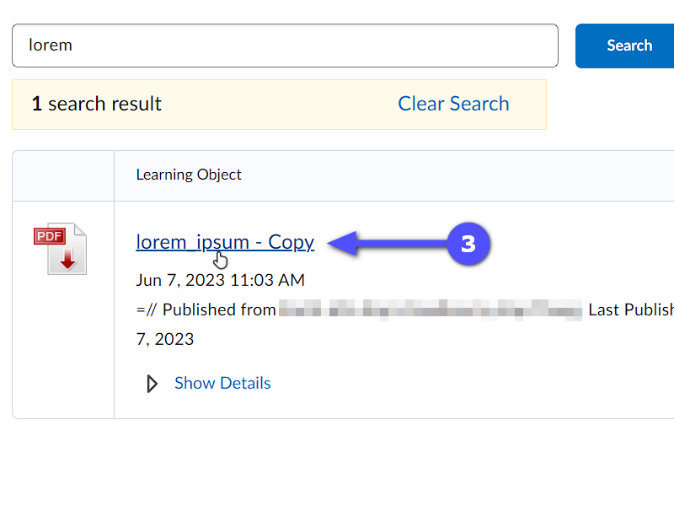 lorem
Search
1 search result
Clear Search
Learning Object
PDF
lorem_ipsum - Copy
3
Jun 7, 2023 11:03 AM
=// Published from Last Publish
7, 2023
Show Details